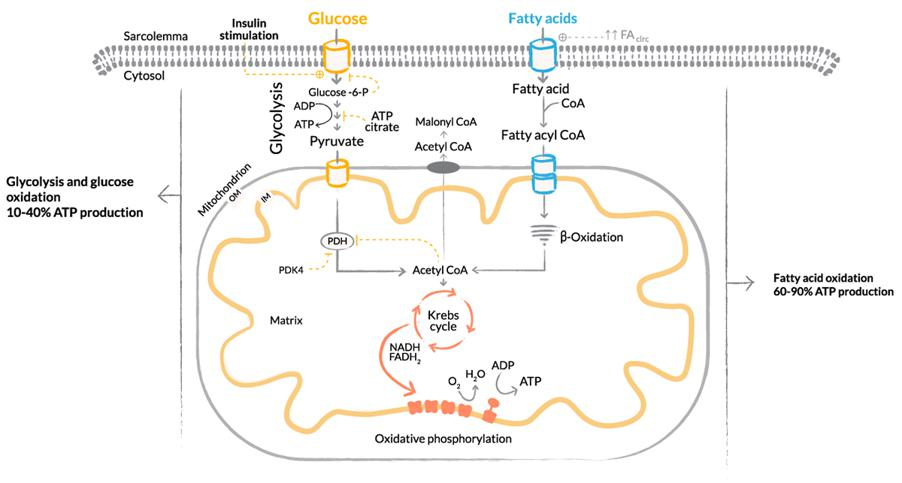 Glucose
Fatty acids
Insulin
stimulation
↑↑ FAcirc
Sarcolemma
Cytosol
Glucose -6-P
Fatty acid
CoA
Glycolysis
ADP
ATP
ATP
citrate
Malonyl CoA
Acetyl CoA
Fatty acyl CoA
Pyruvate
Mitochondrion
OM
IM
Glycolysis and glucose
oxidation
10-40% ATP production
PDH
β-Oxidation
PDK4
Acetyl CoA
Fatty acid oxidation
60-90% ATP production
Matrix
Krebs
cycle
NADH
FADH2
O2
H2O
ADP
ATP
Oxidative phosphorylation